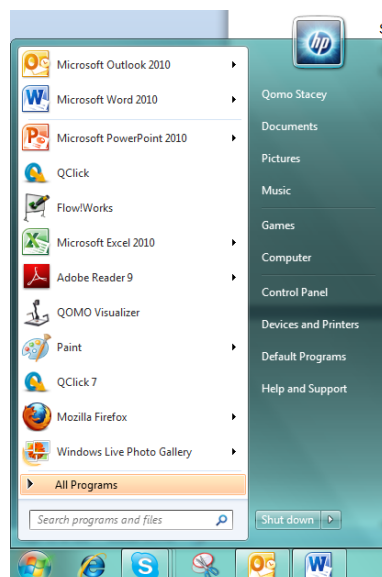 hp
Microsoft Outlook 2010
Microsoft Word 2010
Microsoft PowerPoint 2010
QClick
Flow!Works
Microsoft Excel 2010
Adobe Reader 9
QOMO Visualizer
Paint
QClick 7
Mozilla Firefox
Windows Live Photo Gallery
All Programs
Search programs and files
Qomo Stacey
Documents
Pictures
Music
Games
Computer
Control Panel
Devices and Printers
Default Programs
Help and Support
Shut down